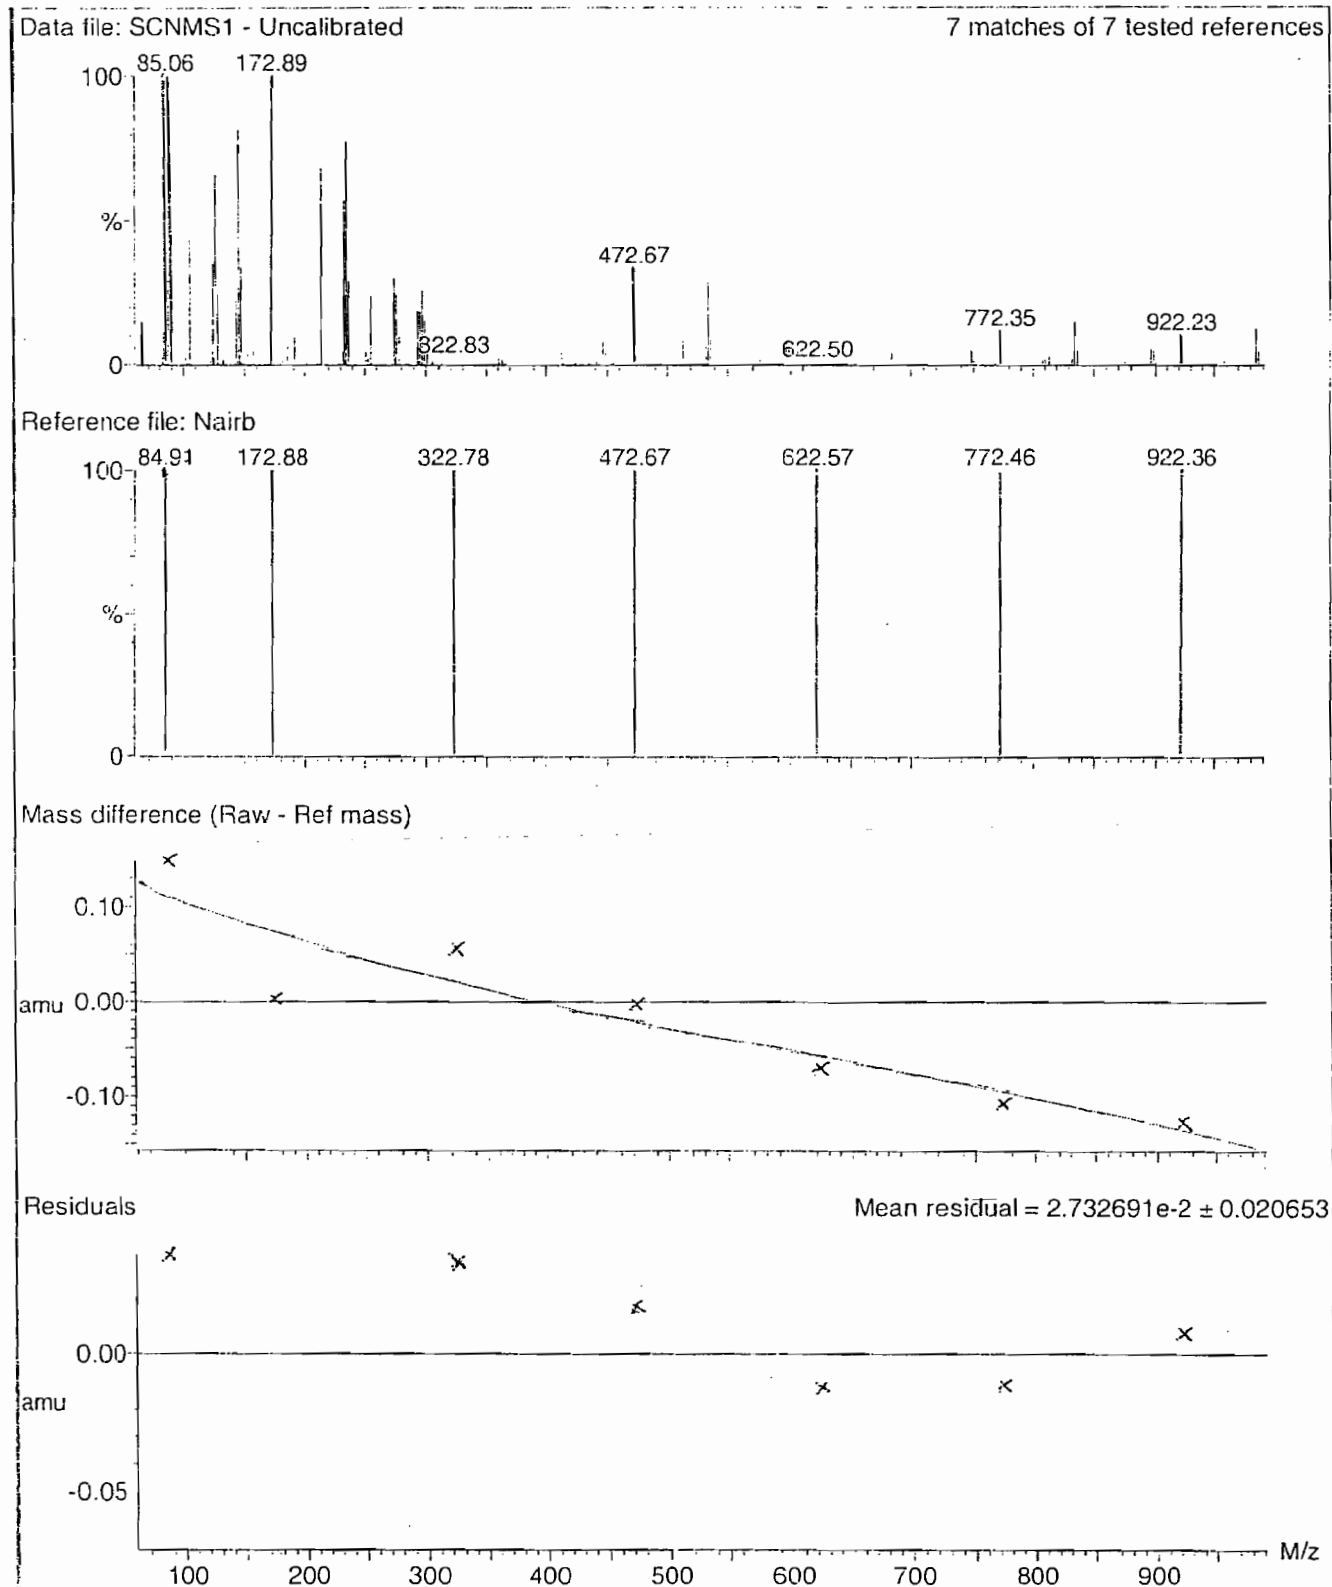 Data file: SCNMS1 - Uncalibrated 7 matches of 7 tested references
85.06 172.89
100
%
472.67
772.35 922.23
322.83 622.50
0
Reference file: Nairb
84.91 172.88 322.78 472.67 622.57 772.46 922.36
100
%
0
Mass difference (Raw - Ref mass)
0.10
amu 0.00
-0.10
Residuals Mean residual = 2.732691e-2 ± 0.020653
0.00
amu
-0.05
M/z
100 200 300 400 500 600 700 800 900